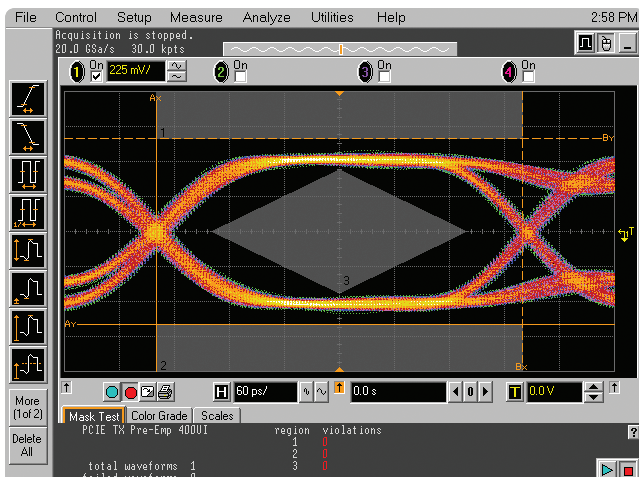 File Control Setup Measure Analyze Utilities Help 2:58 PM
Acquisition is stopped.
20.0 GSa/s 30.0 kpts
1 On 225 mV/ 2 On 3 On 4 On
Ax
1
By
T
3
Ay
2
Bx
More
(1 of 2)
Delete
All
H 60 ps/ 0.0 s 0 T 0.0 V
Mask Test Color Grade Scales
PCIE TX Pre-Emp 400UI region violations
1 0
2 0
total waveforms 1 3 0
failed waveforms 0
?